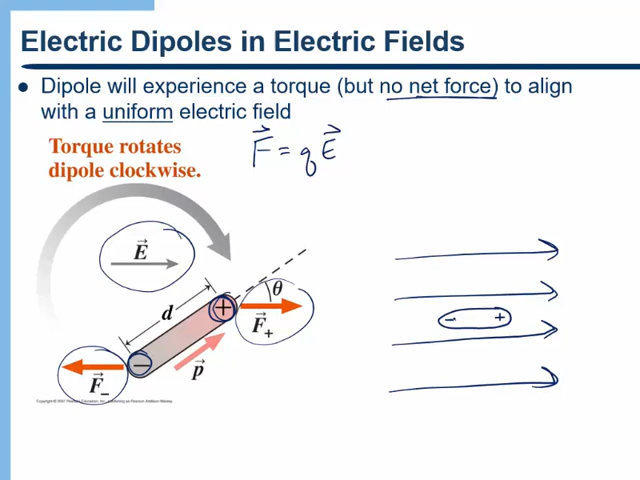 Electric Dipoles in Electric Fields
Dipole will experience a torque (but no net force) to align
with a uniform electric field
Torque rotates
dipole clockwise.
F⃗ = qE⃗
E⃗
θ
d
+
F⃗₊
−
p⃗
F⃗₋
- +
Copyright © 2007 Pearson Education, Inc., publishing as Pearson Addison-Wesley